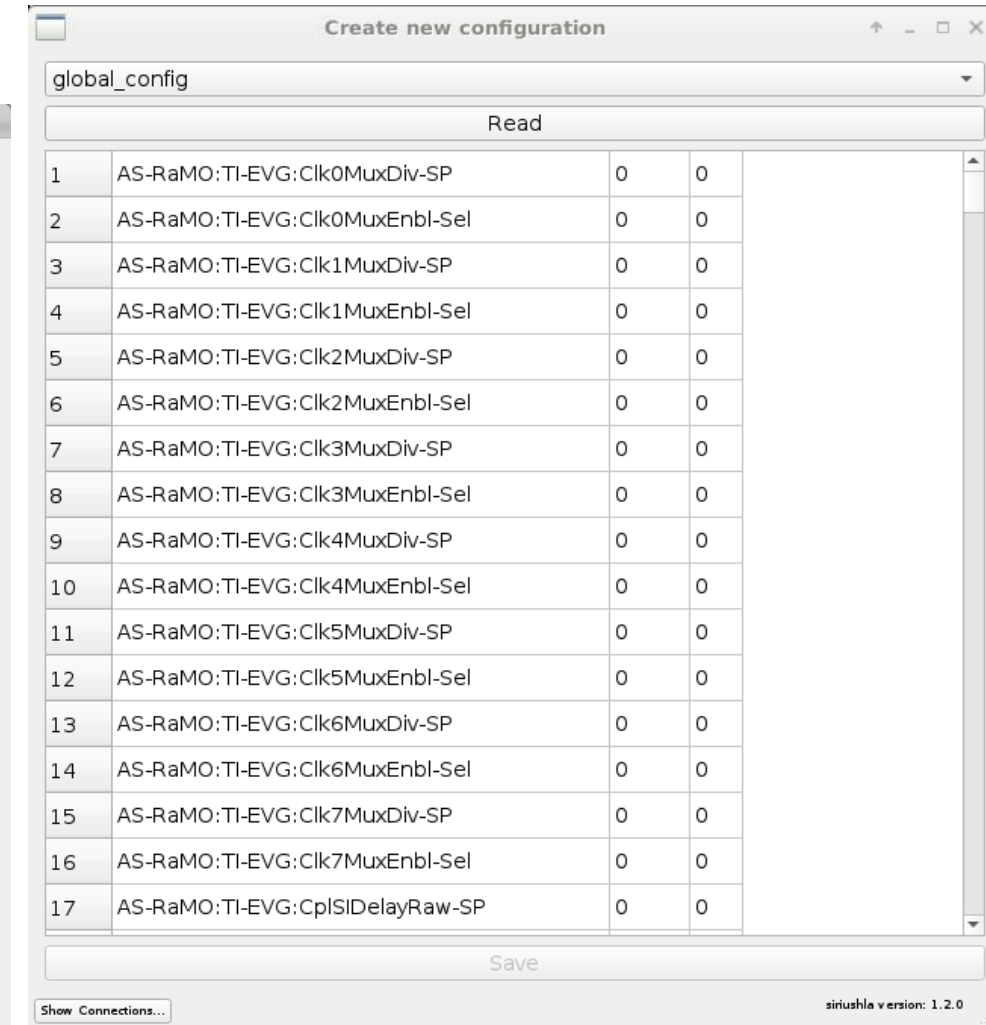 Create new configuration
global_config
Read
1 AS-RaMO:TI-EVG:Clk0MuxDiv-SP 0 0
2 AS-RaMO:TI-EVG:Clk0MuxEnbl-Sel 0 0
3 AS-RaMO:TI-EVG:Clk1MuxDiv-SP 0 0
4 AS-RaMO:TI-EVG:Clk1MuxEnbl-Sel 0 0
5 AS-RaMO:TI-EVG:Clk2MuxDiv-SP 0 0
6 AS-RaMO:TI-EVG:Clk2MuxEnbl-Sel 0 0
7 AS-RaMO:TI-EVG:Clk3MuxDiv-SP 0 0
8 AS-RaMO:TI-EVG:Clk3MuxEnbl-Sel 0 0
9 AS-RaMO:TI-EVG:Clk4MuxDiv-SP 0 0
10 AS-RaMO:TI-EVG:Clk4MuxEnbl-Sel 0 0
11 AS-RaMO:TI-EVG:Clk5MuxDiv-SP 0 0
12 AS-RaMO:TI-EVG:Clk5MuxEnbl-Sel 0 0
13 AS-RaMO:TI-EVG:Clk6MuxDiv-SP 0 0
14 AS-RaMO:TI-EVG:Clk6MuxEnbl-Sel 0 0
15 AS-RaMO:TI-EVG:Clk7MuxDiv-SP 0 0
16 AS-RaMO:TI-EVG:Clk7MuxEnbl-Sel 0 0
17 AS-RaMO:TI-EVG:CplSIDelayRaw-SP 0 0
Save
Show Connections... siriushla version: 1.2.0